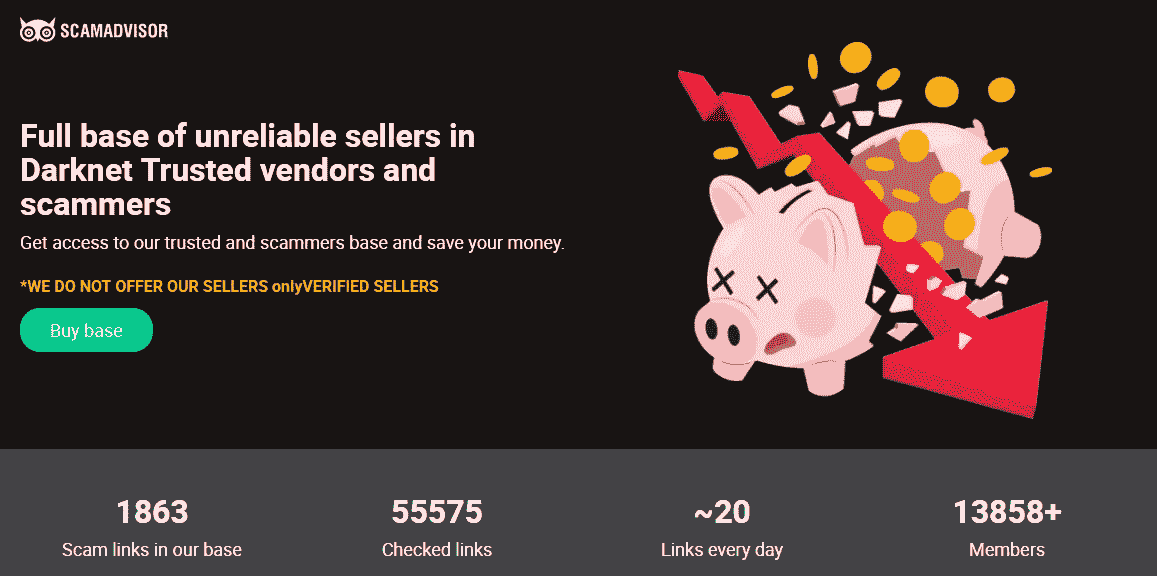 SCAMADVISOR
Full base of unreliable sellers in
Darknet Trusted vendors and
scammers
Get access to our trusted and scammers base and save your money.
*WE DO NOT OFFER OUR SELLERS onlyVERIFIED SELLERS
Buy base
1863
Scam links in our base
55575
Checked links
~20
Links every day
13858+
Members